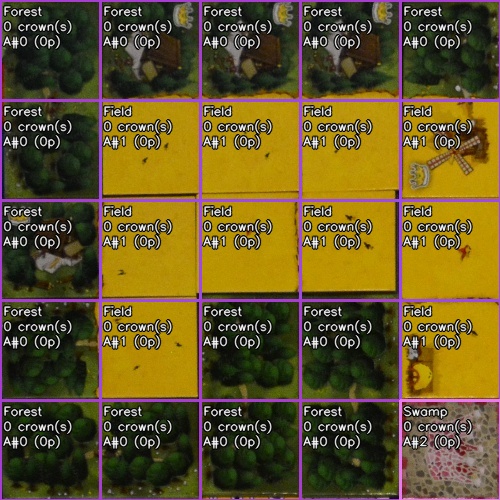 Forest
0 crown(s)
A#0 (0p)
Forest
0 crown(s)
A#0 (0p)
Forest
0 crown(s)
A#0 (0p)
Forest
0 crown(s)
A#0 (0p)
Forest
0 crown(s)
A#0 (0p)
Forest
0 crown(s)
A#0 (0p)
Field
0 crown(s)
A#1 (0p)
Field
0 crown(s)
A#1 (0p)
Field
0 crown(s)
A#1 (0p)
Field
0 crown(s)
A#1 (0p)
Forest
0 crown(s)
A#0 (0p)
Field
0 crown(s)
A#1 (0p)
Field
0 crown(s)
A#1 (0p)
Field
0 crown(s)
A#1 (0p)
Field
0 crown(s)
A#1 (0p)
Forest
0 crown(s)
A#0 (0p)
Field
0 crown(s)
A#1 (0p)
Forest
0 crown(s)
A#0 (0p)
Forest
0 crown(s)
A#0 (0p)
Field
0 crown(s)
A#1 (0p)
Forest
0 crown(s)
A#0 (0p)
Forest
0 crown(s)
A#0 (0p)
Forest
0 crown(s)
A#0 (0p)
Forest
0 crown(s)
A#0 (0p)
Swamp
0 crown(s)
A#2 (0p)